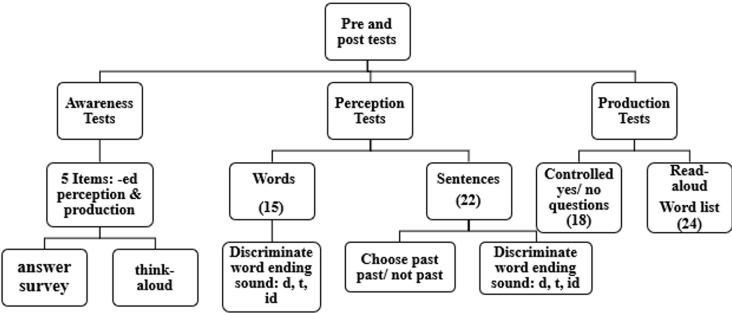 Pre and
post tests
Awareness
Tests
Perception
Tests
Production
Tests
5 Items: -ed
perception &
production
Words
(15)
Sentences
(22)
Controlled
yes/ no
questions
(18)
Read-
aloud
Word list
(24)
answer
survey
think-
aloud
Discriminate
word ending
sound: d, t,
id
Choose past
past/ not past
Discriminate
word ending
sound: d, t, id